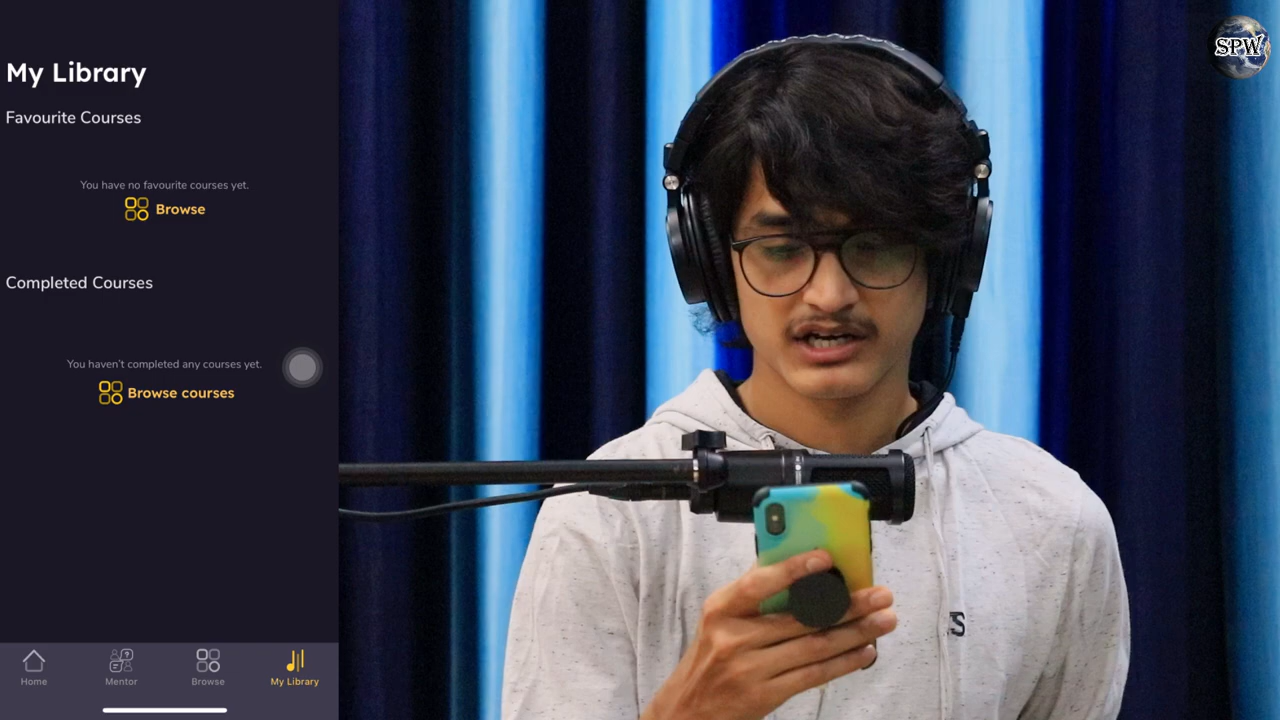 My Library
Favourite Courses
You have no favourite courses yet.
Browse
Completed Courses
You haven't completed any courses yet.
Browse courses
Home
Mentor
Browse
My Library
SPW